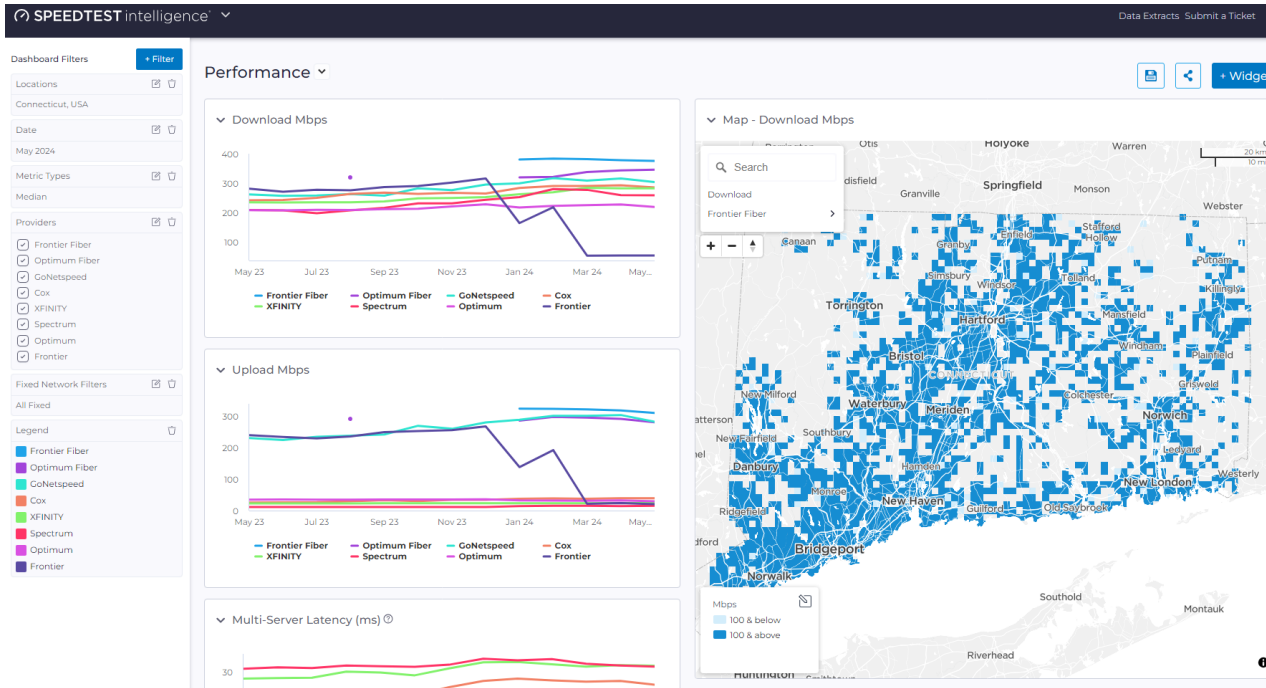 SPEEDTEST intelligence
Data Extracts Submit a Ticket
Dashboard Filters
+ Filter
Locations
Connecticut, USA
Date
May 2024
Metric Types
Median
Providers
Frontier Fiber
Optimum Fiber
GoNetspeed
Cox
XFINITY
Spectrum
Optimum
Frontier
Fixed Network Filters
All Fixed
Legend
Frontier Fiber
Optimum Fiber
GoNetspeed
Cox
XFINITY
Spectrum
Optimum
Frontier
Performance
+ Widge
Download Mbps
400
300
200
100
May 23 Jul 23 Sep 23 Nov 23 Jan 24 Mar 24 May...
Frontier Fiber Optimum Fiber GoNetspeed Cox
XFINITY Spectrum Optimum Frontier
Upload Mbps
300
200
100
0
May 23 Jul 23 Sep 23 Nov 23 Jan 24 Mar 24 May...
Frontier Fiber Optimum Fiber GoNetspeed Cox
XFINITY Spectrum Optimum Frontier
Multi-Server Latency (ms)
30
Map - Download Mbps
Search
Download
Frontier Fiber
Otis
Holyoke
Warren
20 km
10 m
disfield
Granville
Springfield
Monson
Webster
Canaan
Granby
Enfield
Stafford
Hollow
Putnam
Simsbury
Windsor
Tolland
Killingly
Torrington
Hartford
Mansfield
Bristol
Windham
Plainfield
CONNECTICUT
New Milford
Colchester
Griswold
Waterbury
Meriden
Norwich
atterson
New Fairfield
Southbury
Ledyard
Danbury
Hamden
Westerly
Monroe
New London
Ridgefield
New Haven
Guilford
Old Saybrook
dford
Bridgeport
Norwalk
Mbps
100 & below
100 & above
Southold
Montauk
Riverhead
Huntington
Smithtown